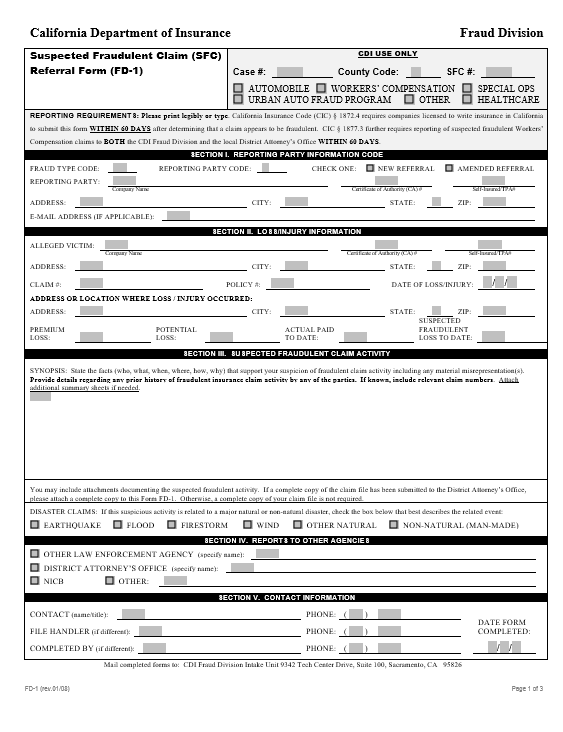 California Department of Insurance Fraud Division
Suspected Fraudulent Claim (SFC)
Referral Form (FD-1)
CDI USE ONLY
Case #: County Code: SFC #:
AUTOMOBILE WORKERS' COMPENSATION SPECIAL OPS
URBAN AUTO FRAUD PROGRAM OTHER HEALTHCARE
REPORTING REQUIREMENTS: Please print legibly or type. California Insurance Code (CIC) § 1872.4 requires companies licensed to write insurance in California
to submit this form WITHIN 60 DAYS after determining that a claim appears to be fraudulent. CIC § 1877.3 further requires reporting of suspected fraudulent Workers'
Compensation claims to BOTH the CDI Fraud Division and the local District Attorney's Office WITHIN 60 DAYS.
SECTION I. REPORTING PARTY INFORMATION CODE
FRAUD TYPE CODE: REPORTING PARTY CODE: CHECK ONE: NEW REFERRAL AMENDED REFERRAL
REPORTING PARTY:
Company Name Certificate of Authority (CA) # Self-Insured/TPA#
ADDRESS: CITY: STATE: ZIP:
E-MAIL ADDRESS (IF APPLICABLE):
SECTION II. LOSS/INJURY INFORMATION
ALLEGED VICTIM:
Company Name Certificate of Authority (CA) # Self-Insured/TPA#
ADDRESS: CITY: STATE: ZIP:
CLAIM #: POLICY #: DATE OF LOSS/INJURY: / /
ADDRESS OR LOCATION WHERE LOSS / INJURY OCCURRED:
ADDRESS: CITY: STATE: ZIP:
PREMIUM LOSS: POTENTIAL LOSS: ACTUAL PAID TO DATE: SUSPECTED FRAUDULENT LOSS TO DATE:
SECTION III. SUSPECTED FRAUDULENT CLAIM ACTIVITY
SYNOPSIS: State the facts (who, what, when, where, how, why) that support your suspicion of fraudulent claim activity including any material misrepresentation(s).
Provide details regarding any prior history of fraudulent insurance claim activity by any of the parties. If known, include relevant claim numbers. Attach
additional summary sheets if needed.
You may include attachments documenting the suspected fraudulent activity. If a complete copy of the claim file has been submitted to the District Attorney's Office,
please attach a complete copy to this Form FD-1. Otherwise, a complete copy of your claim file is not required.
DISASTER CLAIMS: If this suspicious activity is related to a major natural or non-natural disaster, check the box below that best describes the related event:
EARTHQUAKE FLOOD FIRESTORM WIND OTHER NATURAL NON-NATURAL (MAN-MADE)
SECTION IV. REPORTS TO OTHER AGENCIES
OTHER LAW ENFORCEMENT AGENCY (specify name):
DISTRICT ATTORNEY'S OFFICE (specify name):
NICB OTHER:
SECTION V. CONTACT INFORMATION
CONTACT (name/title): PHONE: ( )
FILE HANDLER (if different): PHONE: ( )
DATE FORM COMPLETED:
COMPLETED BY (if different): PHONE: ( ) / /
Mail completed forms to: CDI Fraud Division Intake Unit 9342 Tech Center Drive, Suite 100, Sacramento, CA 95826
FD-1 (rev.01/08) Page 1 of 3